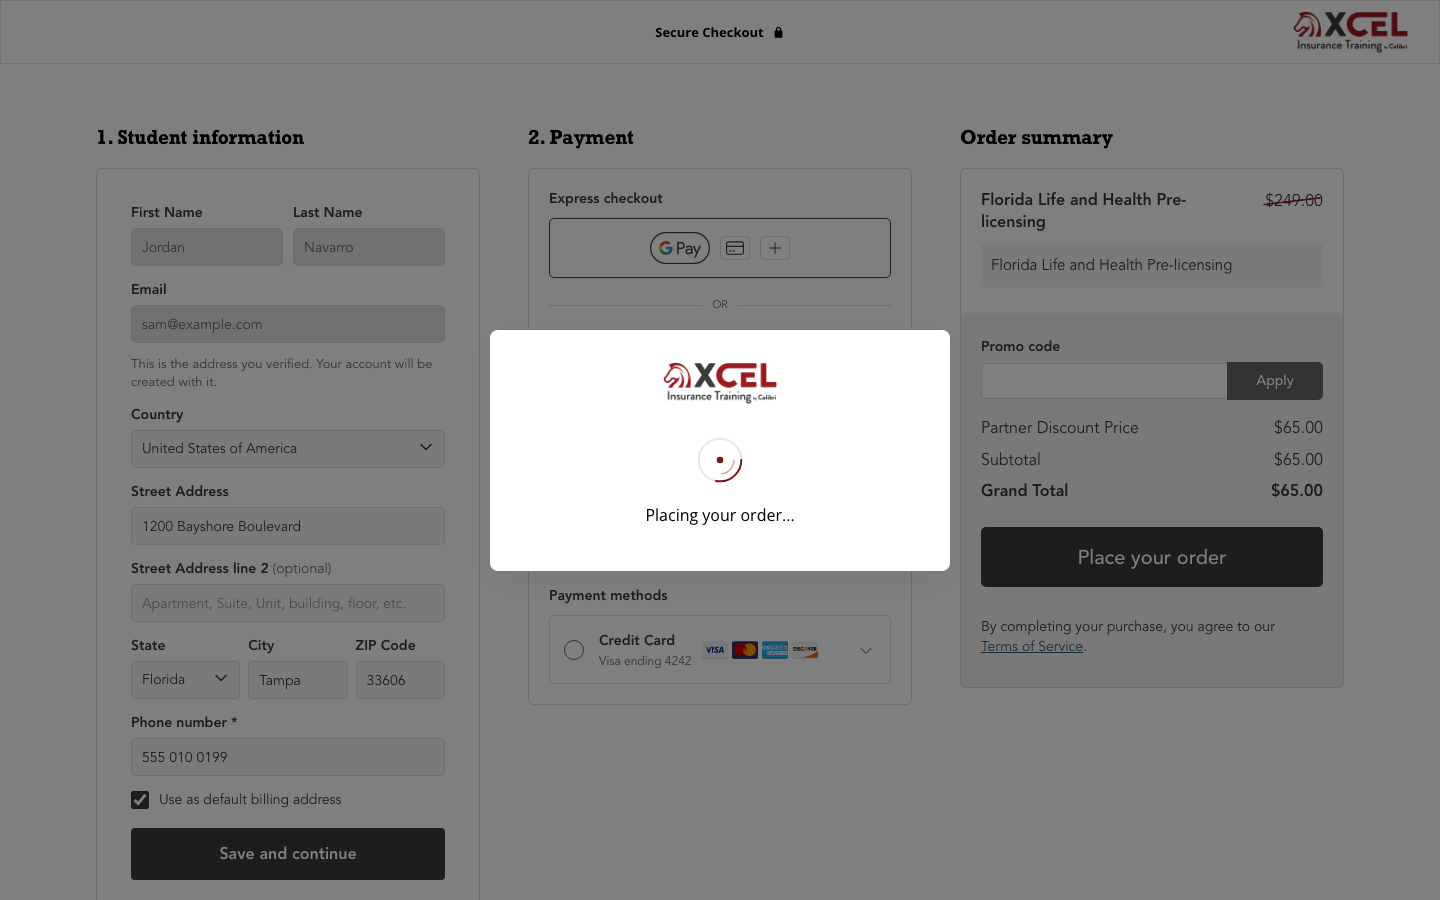 Secure Checkout
XCEL
Insurance Training by Calibri
1. Student information
First Name
Last Name
Jordan
Navarro
Email
sam@example.com
This is the address you verified. Your account will be
created with it.
Country
United States of America
Street Address
1200 Bayshore Boulevard
Street Address line 2 (optional)
Apartment, Suite, Unit, building, floor, etc.
State
City
ZIP Code
Florida
Tampa
33606
Phone number *
555 010 0199
Use as default billing address
Save and continue
2. Payment
Express checkout
G Pay
OR
XCEL
Insurance Training by Calibri
Placing your order...
Payment methods
Credit Card
Visa ending 4242
VISA
DISCOVER
Order summary
Florida Life and Health Pre-
licensing
$249.00
Florida Life and Health Pre-licensing
Promo code
Apply
Partner Discount Price
$65.00
Subtotal
$65.00
Grand Total
$65.00
Place your order
By completing your purchase, you agree to our
Terms of Service.